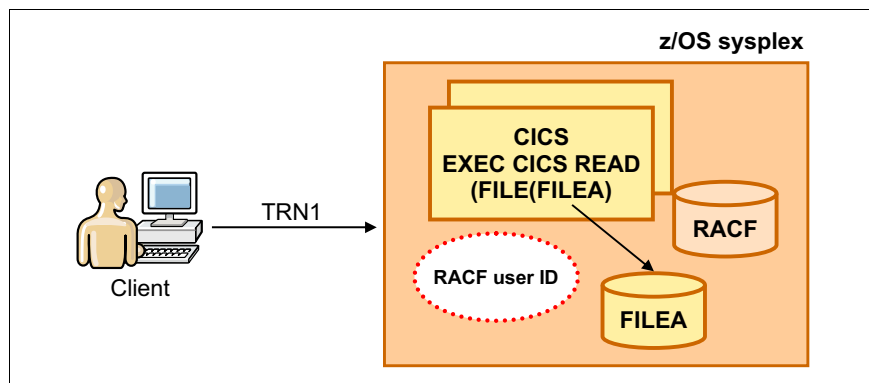 z/OS sysplex
CICS
EXEC CICS READ
(FILE(FILEA)
TRN1
RACF
Client
RACF user ID
FILEA